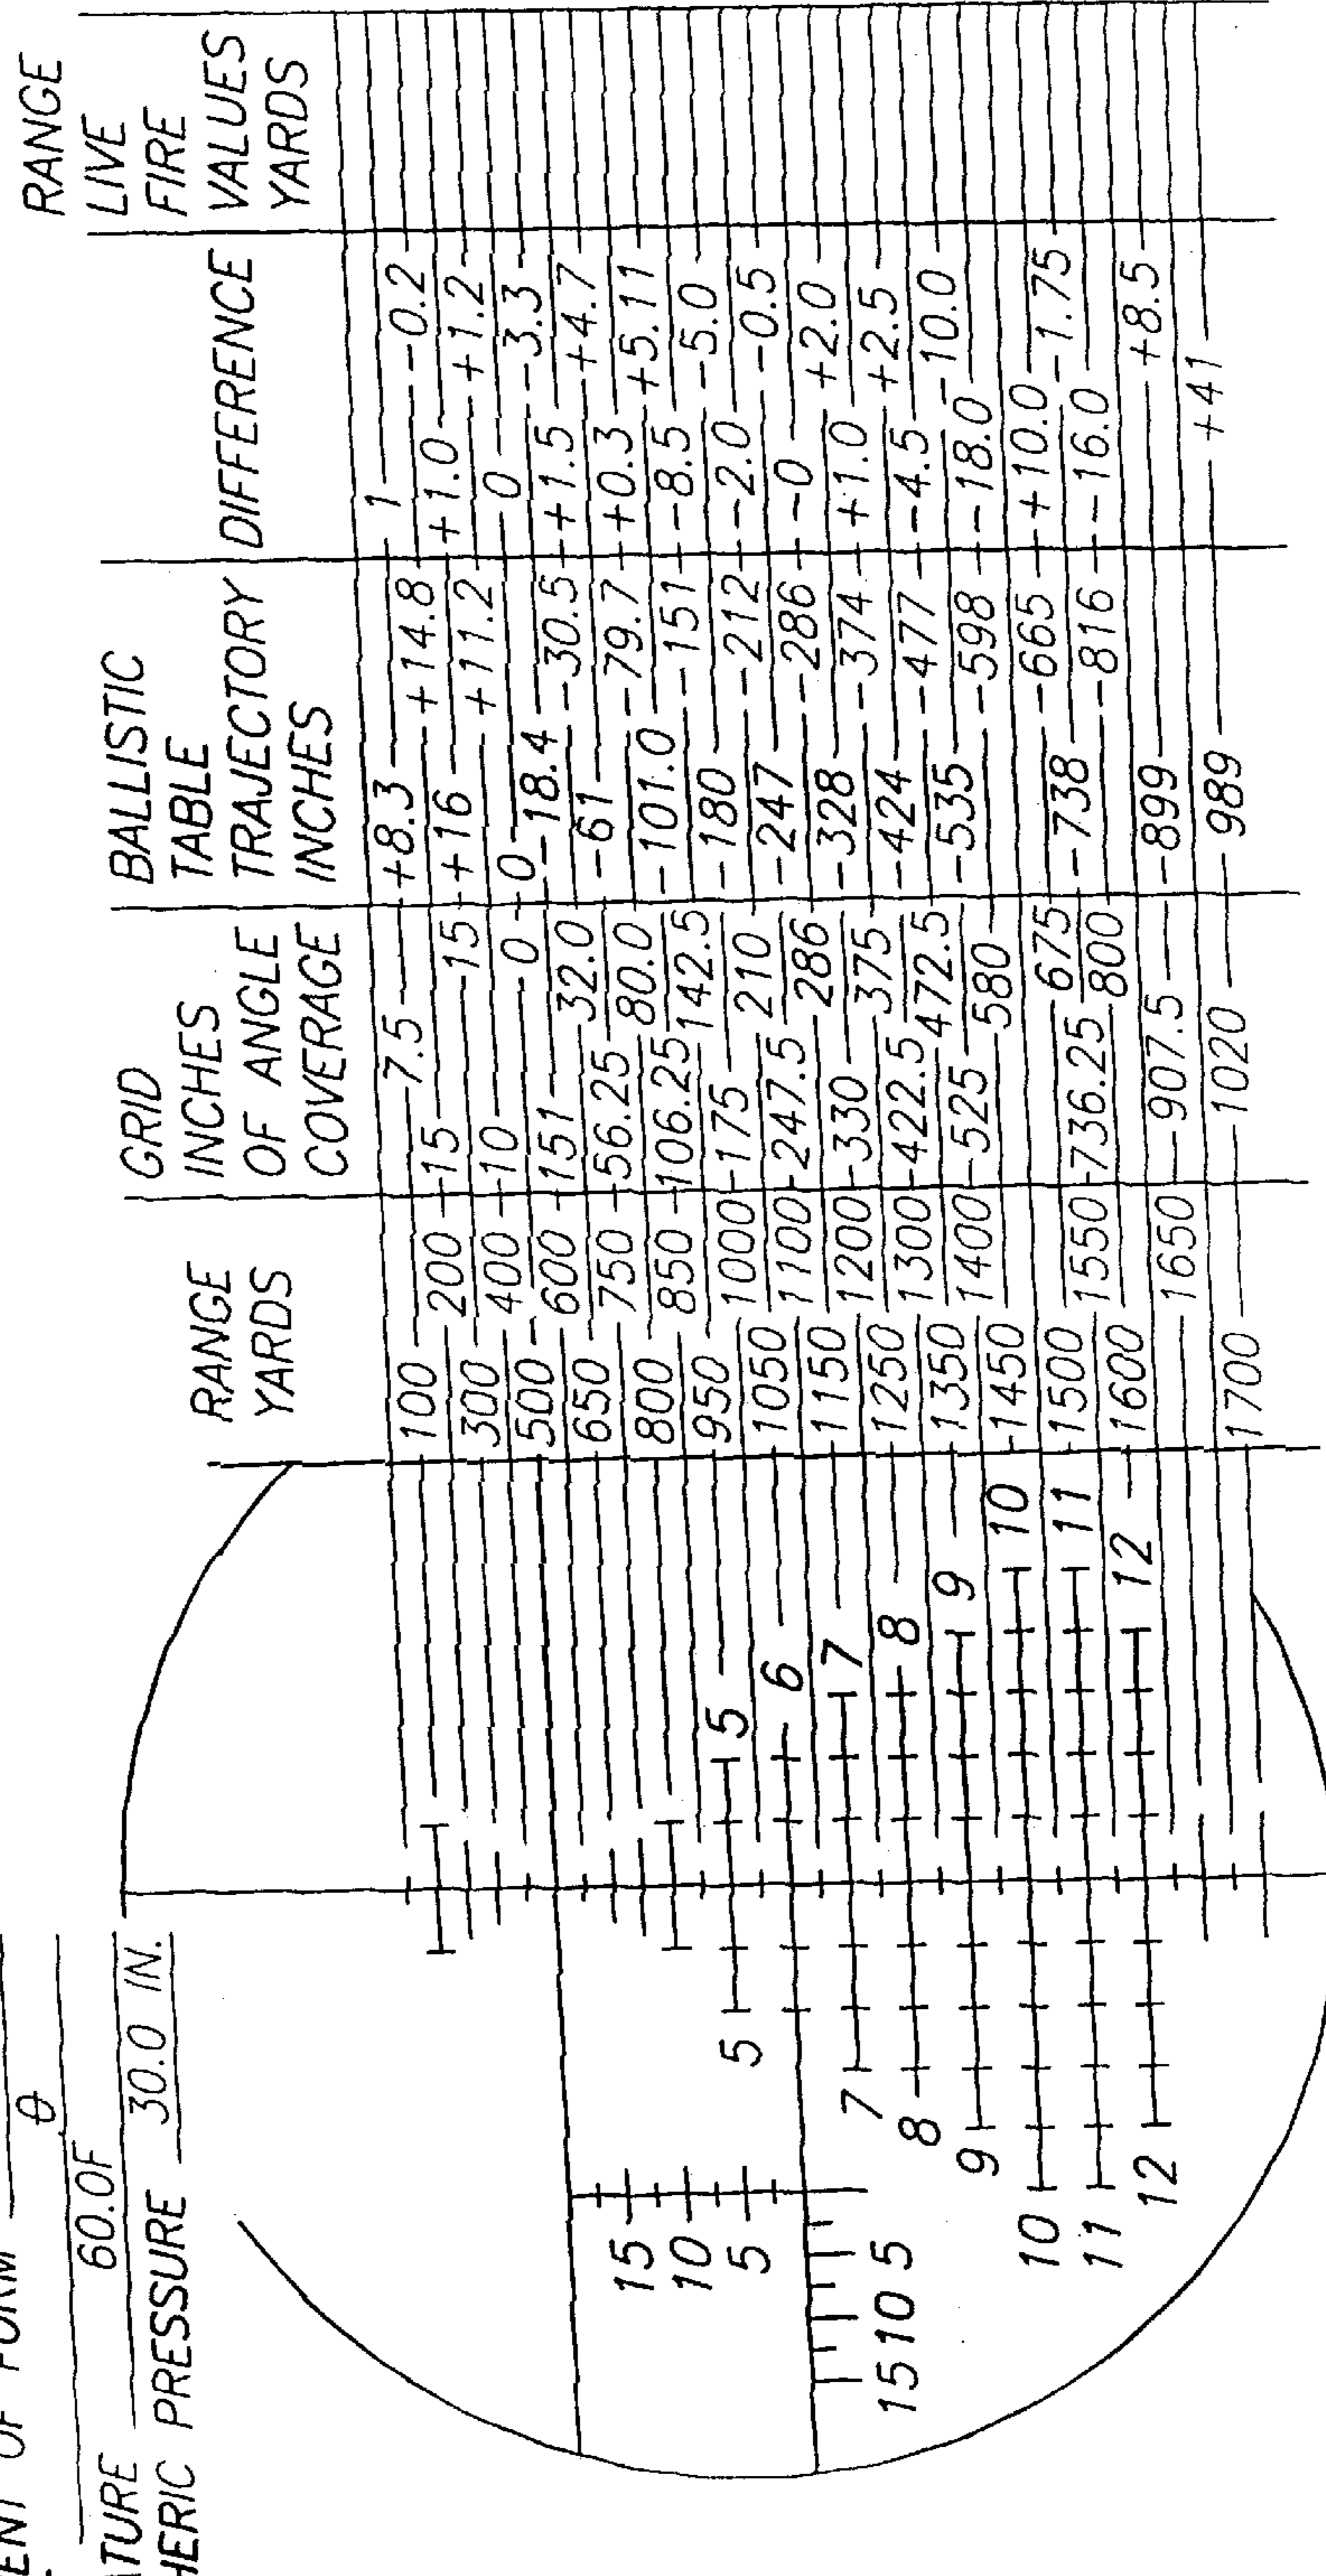 ENT OF FORM θ
ATURE 60.0F
HERIC PRESSURE 30.0 IN.
RANGE
YARDS
GRID
INCHES
OF ANGLE
COVERAGE
BALLISTIC
TABLE
TRAJECTORY
INCHES
DIFFERENCE
RANGE
LIVE
FIRE
VALUES
YARDS
100 7.5 +8.3 1
200 15 +14.8 -0.2
300 15 +16 +1.0
400 10 +11.2 +1.2
500 0 0 0
600 151 -18.4 -3.3
650 32.0 -30.5 +1.5
750 56.25 -61 +4.7
800 80.0 -79.7 +0.3
850 106.25 -101.0 +5.11
950 142.5 -151 -8.5
1000 175 -180 -5.0
1050 210 -212 -2.0
1100 247.5 -247 -0.5
1150 286 -286 -0
1200 330 -328 +2.0
1250 375 -374 +1.0
1300 422.5 -424 +2.5
1350 472.5 -477 -4.5
1400 525 -535 -10.0
1450 580 -598 -18.0
1500 675 -665 +10.0
1550 736.25 -738 -1.75
1600 800 -816 -16.0
1650 907.5 -899 +8.5
1700 1020 989 +41
15
10
5
15 10 5
5 5
6
7 7
8 8
9 9
10 10
11 11
12 12